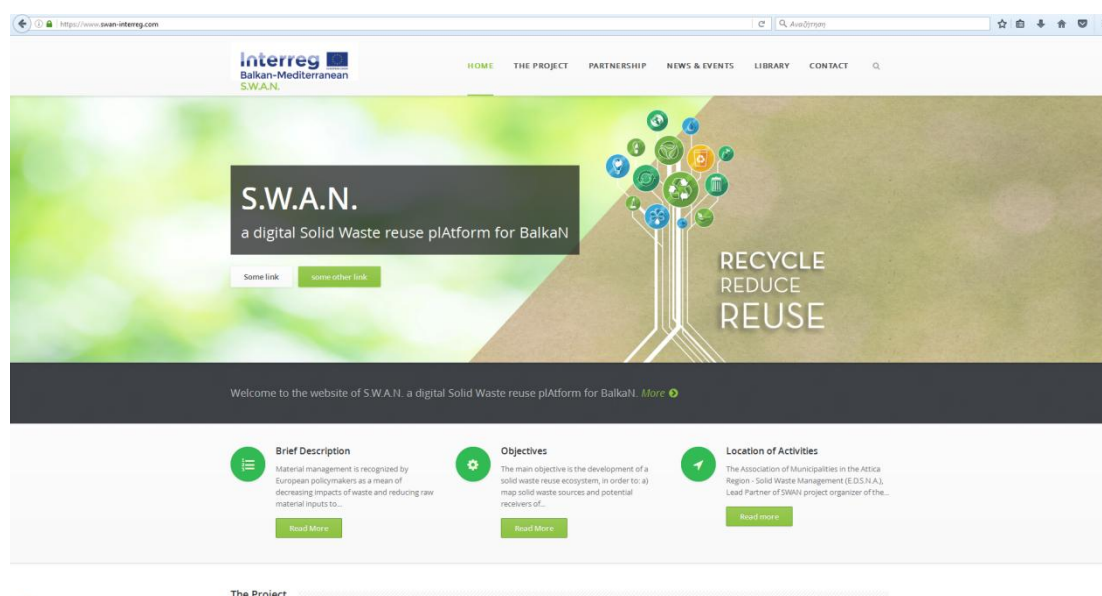 https://www.swan-interreg.com
Αναζήτηση
Interreg
Balkan-Mediterranean
S.W.A.N.
HOME THE PROJECT PARTNERSHIP NEWS & EVENTS LIBRARY CONTACT
S.W.A.N.
a digital Solid Waste reuse plAtform for BalkaN
Some link some other link
RECYCLE
REDUCE
REUSE
Welcome to the website of S.W.A.N. a digital Solid Waste reuse plAtform for BalkaN. More
Brief Description
Material management is recognized by
European policymakers as a mean of
decreasing impacts of waste and reducing raw
material inputs to...
Read More
Objectives
The main objective is the development of a
solid waste reuse ecosystem, in order to: a)
map solid waste sources and potential
receivers of...
Read More
Location of Activities
The Association of Municipalities in the Attica
Region - Solid Waste Management (E.D.S.N.A.),
Lead Partner of SWAN project organizer of the...
Read more
The Project